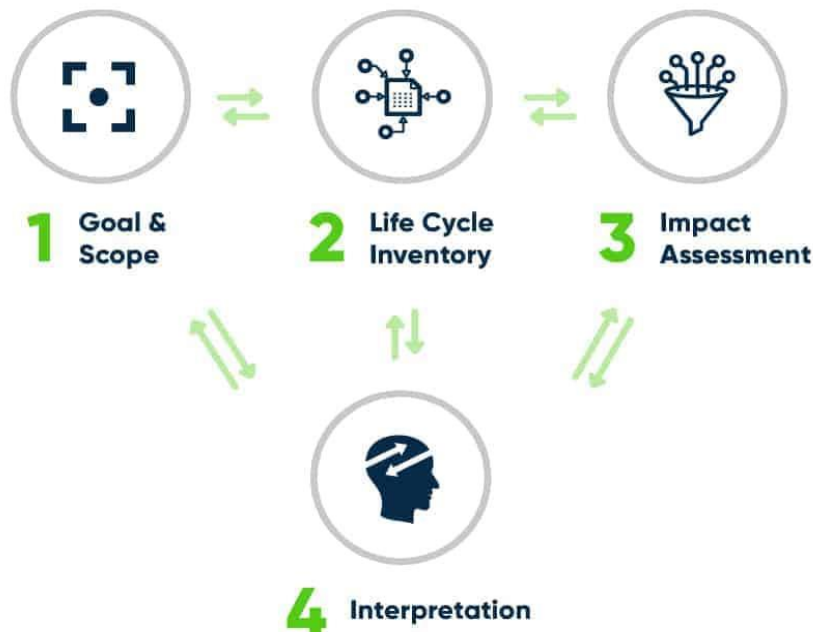 1 Goal &
Scope
2 Life Cycle
Inventory
3 Impact
Assessment
4 Interpretation